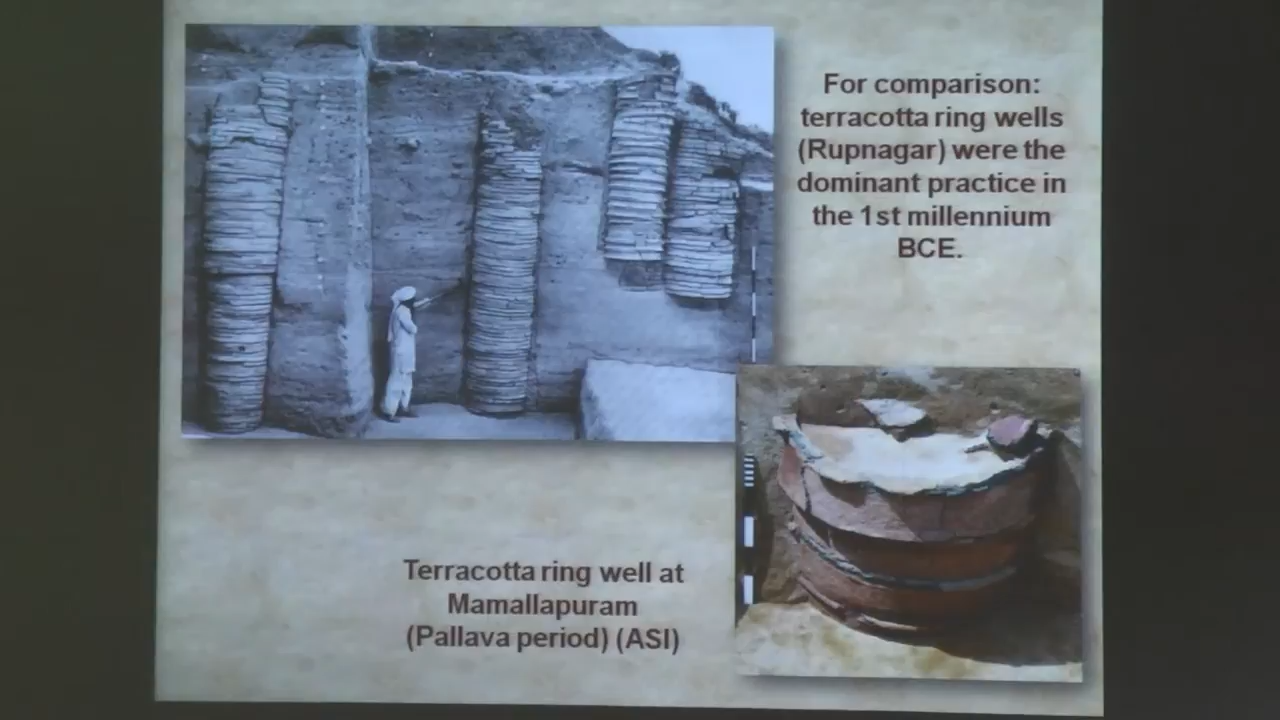 For comparison:
terracotta ring wells
(Rupnagar) were the
dominant practice in
the 1st millennium
BCE.
Terracotta ring well at
Mamallapuram
(Pallava period) (ASI)